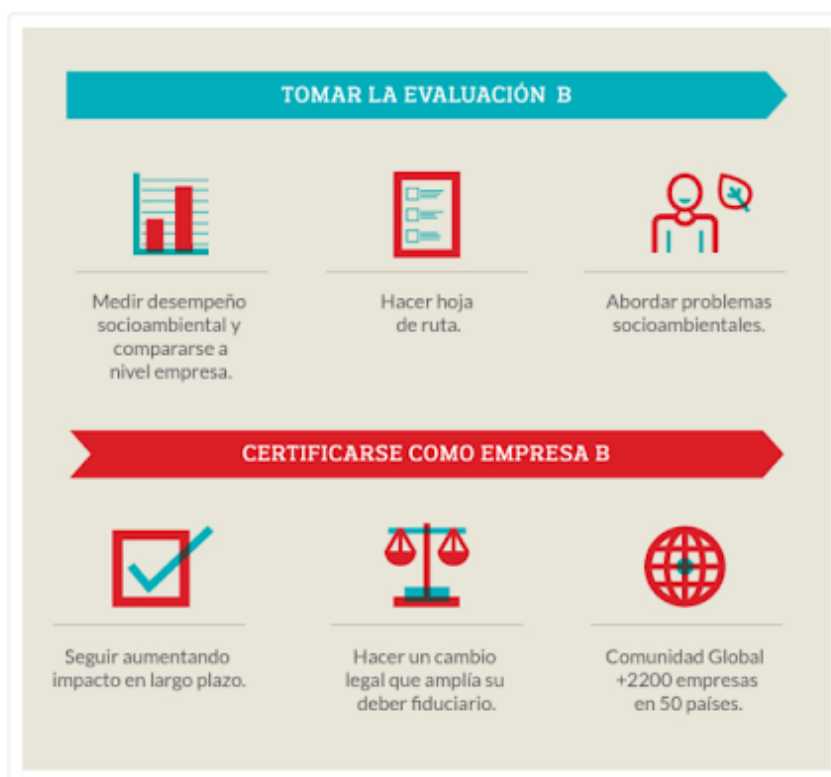 TOMAR LA EVALUACIÓN B
Medir desempeño
socioambiental y
compararse a
nivel empresa.
Hacer hoja
de ruta.
Abordar problemas
socioambientales.
CERTIFICARSE COMO EMPRESA B
Seguir aumentando
impacto en largo plazo.
Hacer un cambio
legal que amplía su
deber fiduciario.
Comunidad Global
+2200 empresas
en 50 países.